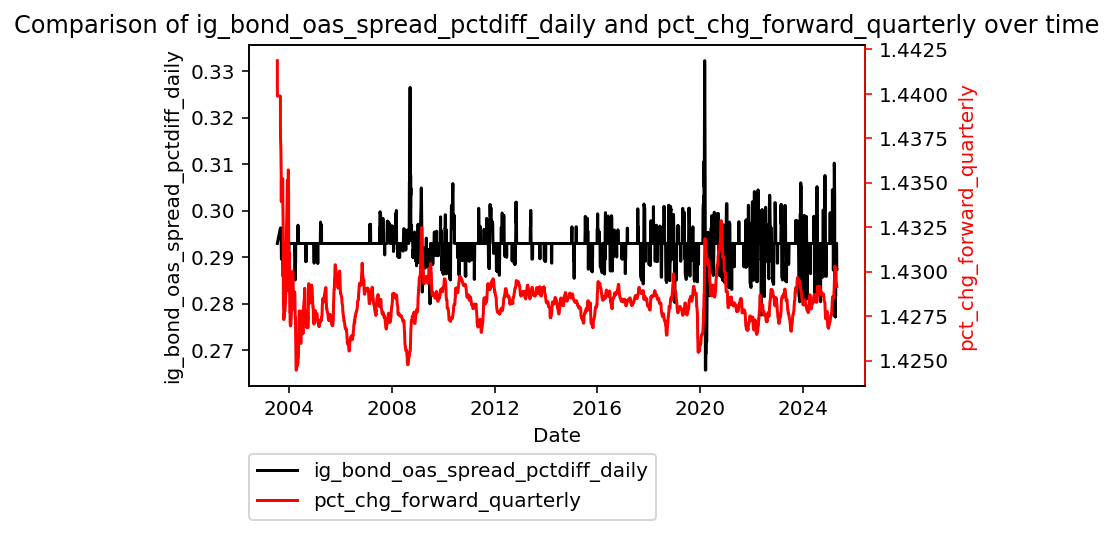 Comparison of ig_bond_oas_spread_pctdiff_daily and pct_chg_forward_quarterly over time
ig_bond_oas_spread_pctdiff_daily
0.33
0.32
0.31
0.30
0.29
0.28
0.27
1.4425
1.4400
1.4375
1.4350
1.4325
1.4300
1.4275
1.4250
pct_chg_forward_quarterly
2004 2008 2012 2016 2020 2024
Date
ig_bond_oas_spread_pctdiff_daily
pct_chg_forward_quarterly